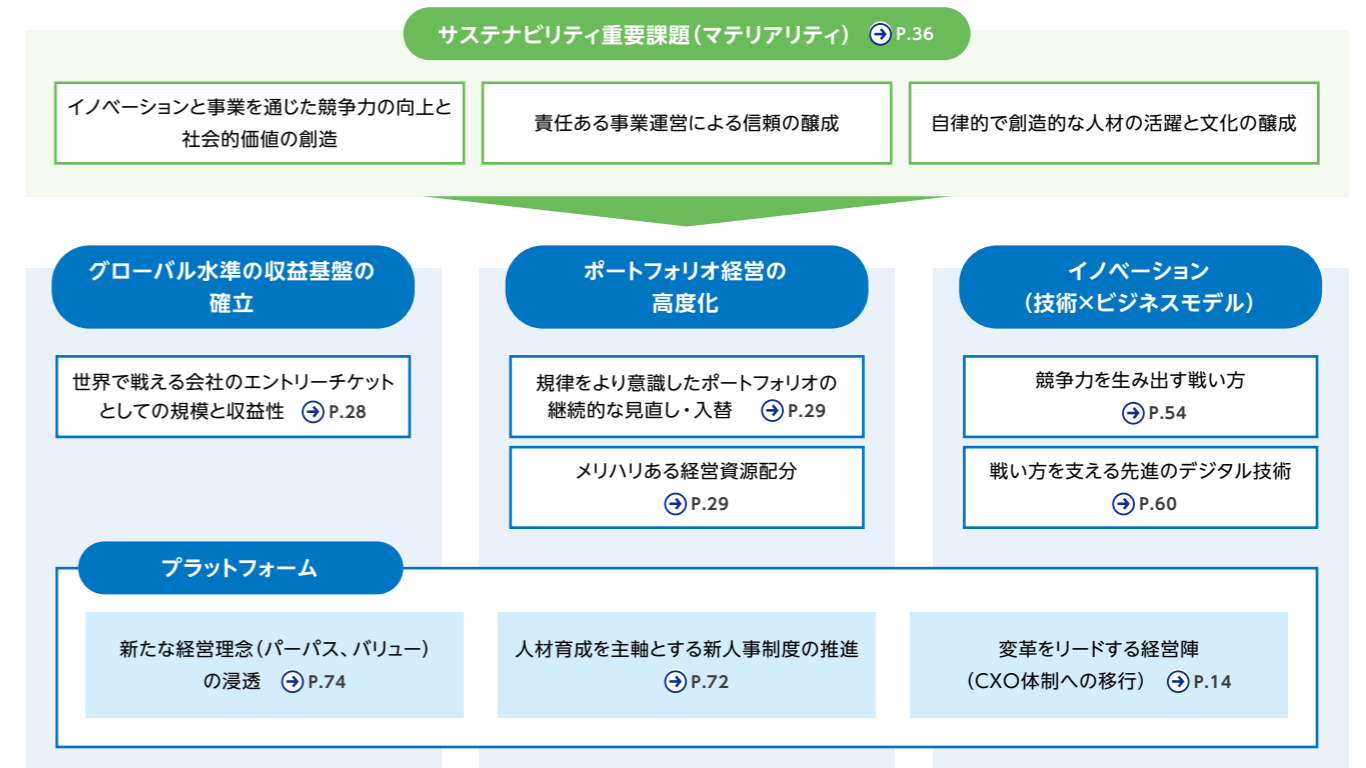 サステナビリティ重要課題（マテリアリティ） P.36
イノベーションと事業を通じた競争力の向上と
社会的価値の創造
責任ある事業運営による信頼の醸成
自律的で創造的な人材の活躍と文化の醸成
グローバル水準の収益基盤の
確立
世界で戦える会社のエントリーチケット
としての規模と収益性 P.28
ポートフォリオ経営の
高度化
規律をより意識したポートフォリオの
継続的な見直し・入替 P.29
メリハリある経営資源配分
P.29
イノベーション
（技術×ビジネスモデル）
競争力を生み出す戦い方
P.54
戦い方を支える先進のデジタル技術
P.60
プラットフォーム
新たな経営理念（パーパス、バリュー）
の浸透 P.74
人材育成を主軸とする新人事制度の推進
P.72
変革をリードする経営陣
（CXO体制への移行） P.14